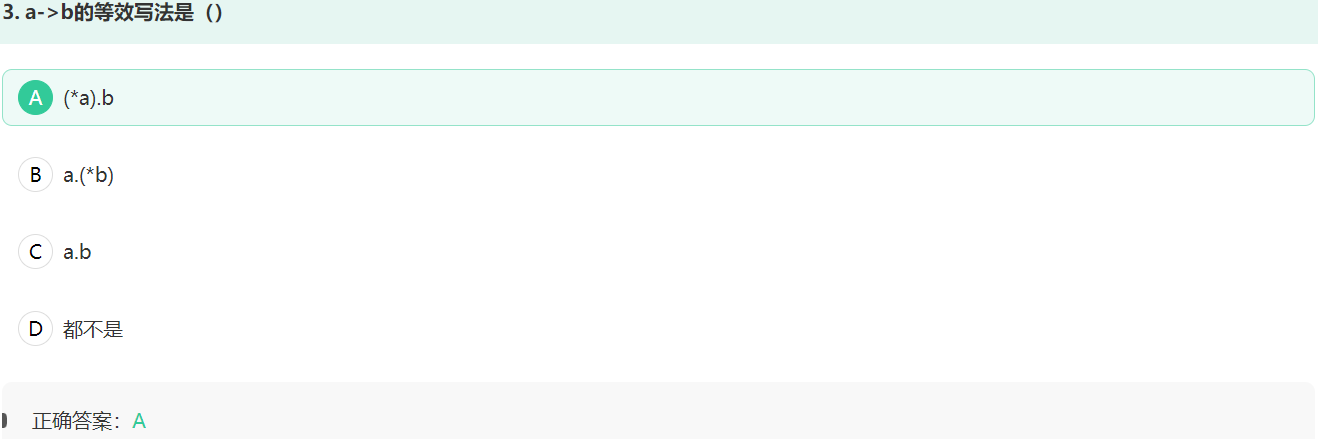 3. a->b的等效写法是（）
A (*a).b
B a.(*b)
C a.b
D 都不是
正确答案：A